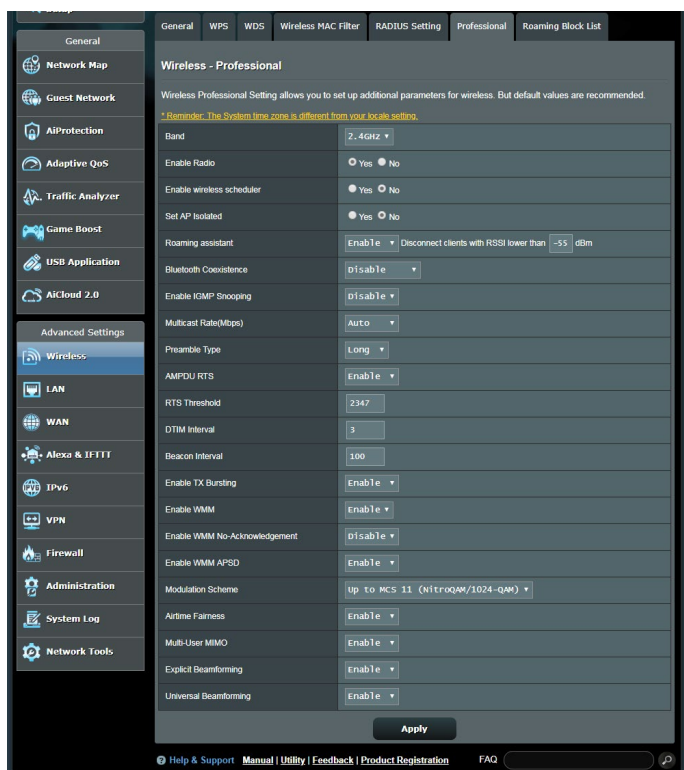 General
Network Map
Guest Network
AiProtection
Adaptive QoS
Traffic Analyzer
Game Boost
USB Application
AiCloud 2.0
Advanced Settings
Wireless
LAN
WAN
Alexa & IFTTT
IPv6
VPN
Firewall
Administration
System Log
Network Tools
General WPS WDS Wireless MAC Filter RADIUS Setting Professional Roaming Block List
Wireless - Professional
Wireless Professional Setting allows you to set up additional parameters for wireless. But default values are recommended.
* Reminder: The System time zone is different from your locale setting.
Band 2.4GHz
Enable Radio Yes No
Enable wireless scheduler Yes No
Set AP Isolated Yes No
Roaming assistant Enable Disconnect clients with RSSI lower than -55 dBm
Bluetooth Coexistence Disable
Enable IGMP Snooping Disable
Multicast Rate(Mbps) Auto
Preamble Type Long
AMPDU RTS Enable
RTS Threshold 2347
DTIM Interval 3
Beacon Interval 100
Enable TX Bursting Enable
Enable WMM Enable
Enable WMM No-Acknowledgement Disable
Enable WMM APSD Enable
Modulation Scheme Up to MCS 11 (NitroQAM/1024-QAM)
Airtime Fairness Enable
Multi-User MIMO Enable
Explicit Beamforming Enable
Universal Beamforming Enable
Apply
Help & Support Manual | Utility | Feedback | Product Registration FAQ